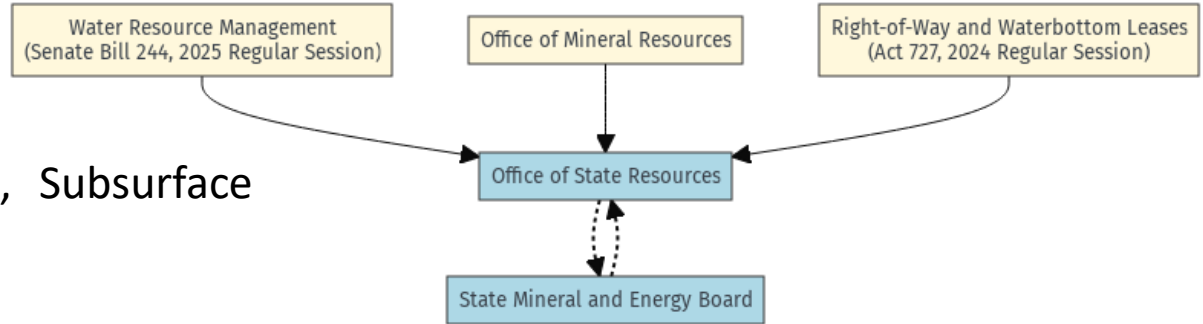 Water Resource Management
(Senate Bill 244, 2025 Regular Session)
Office of Mineral Resources
Right-of-Way and Waterbottom Leases
(Act 727, 2024 Regular Session)
Office of State Resources
, Subsurface
State Mineral and Energy Board